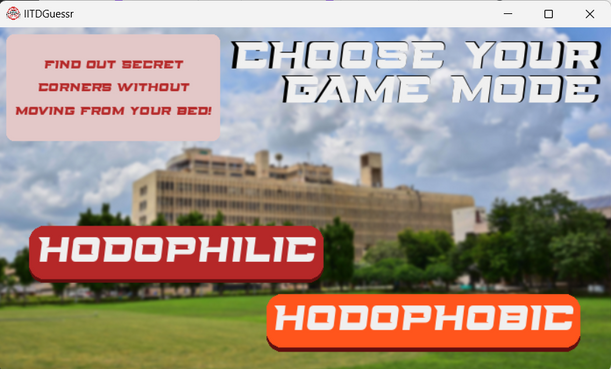 IITDGuessr
FIND OUT SECRET
CORNERS WITHOUT
MOVING FROM YOUR BED!
CHOOSE YOUR
GAME MODE
HODOPHILIC
HODOPHOBIC